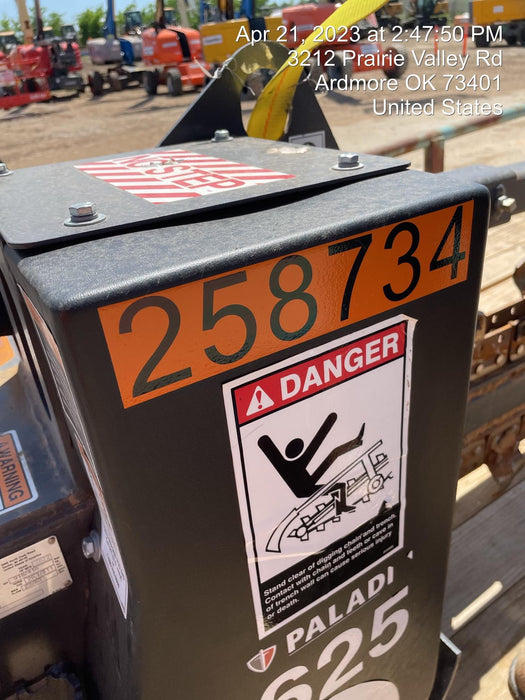 Apr 21, 2023 at 2:47:50 PM
3212 Prairie Valley Rd
Ardmore OK 73401
United States
258734
DANGER
Stand clear of digging chain and trench.
Contact with chain and teeth or cave in
of trench wall can cause serious injury
or death.
WARNING
PALADI
625